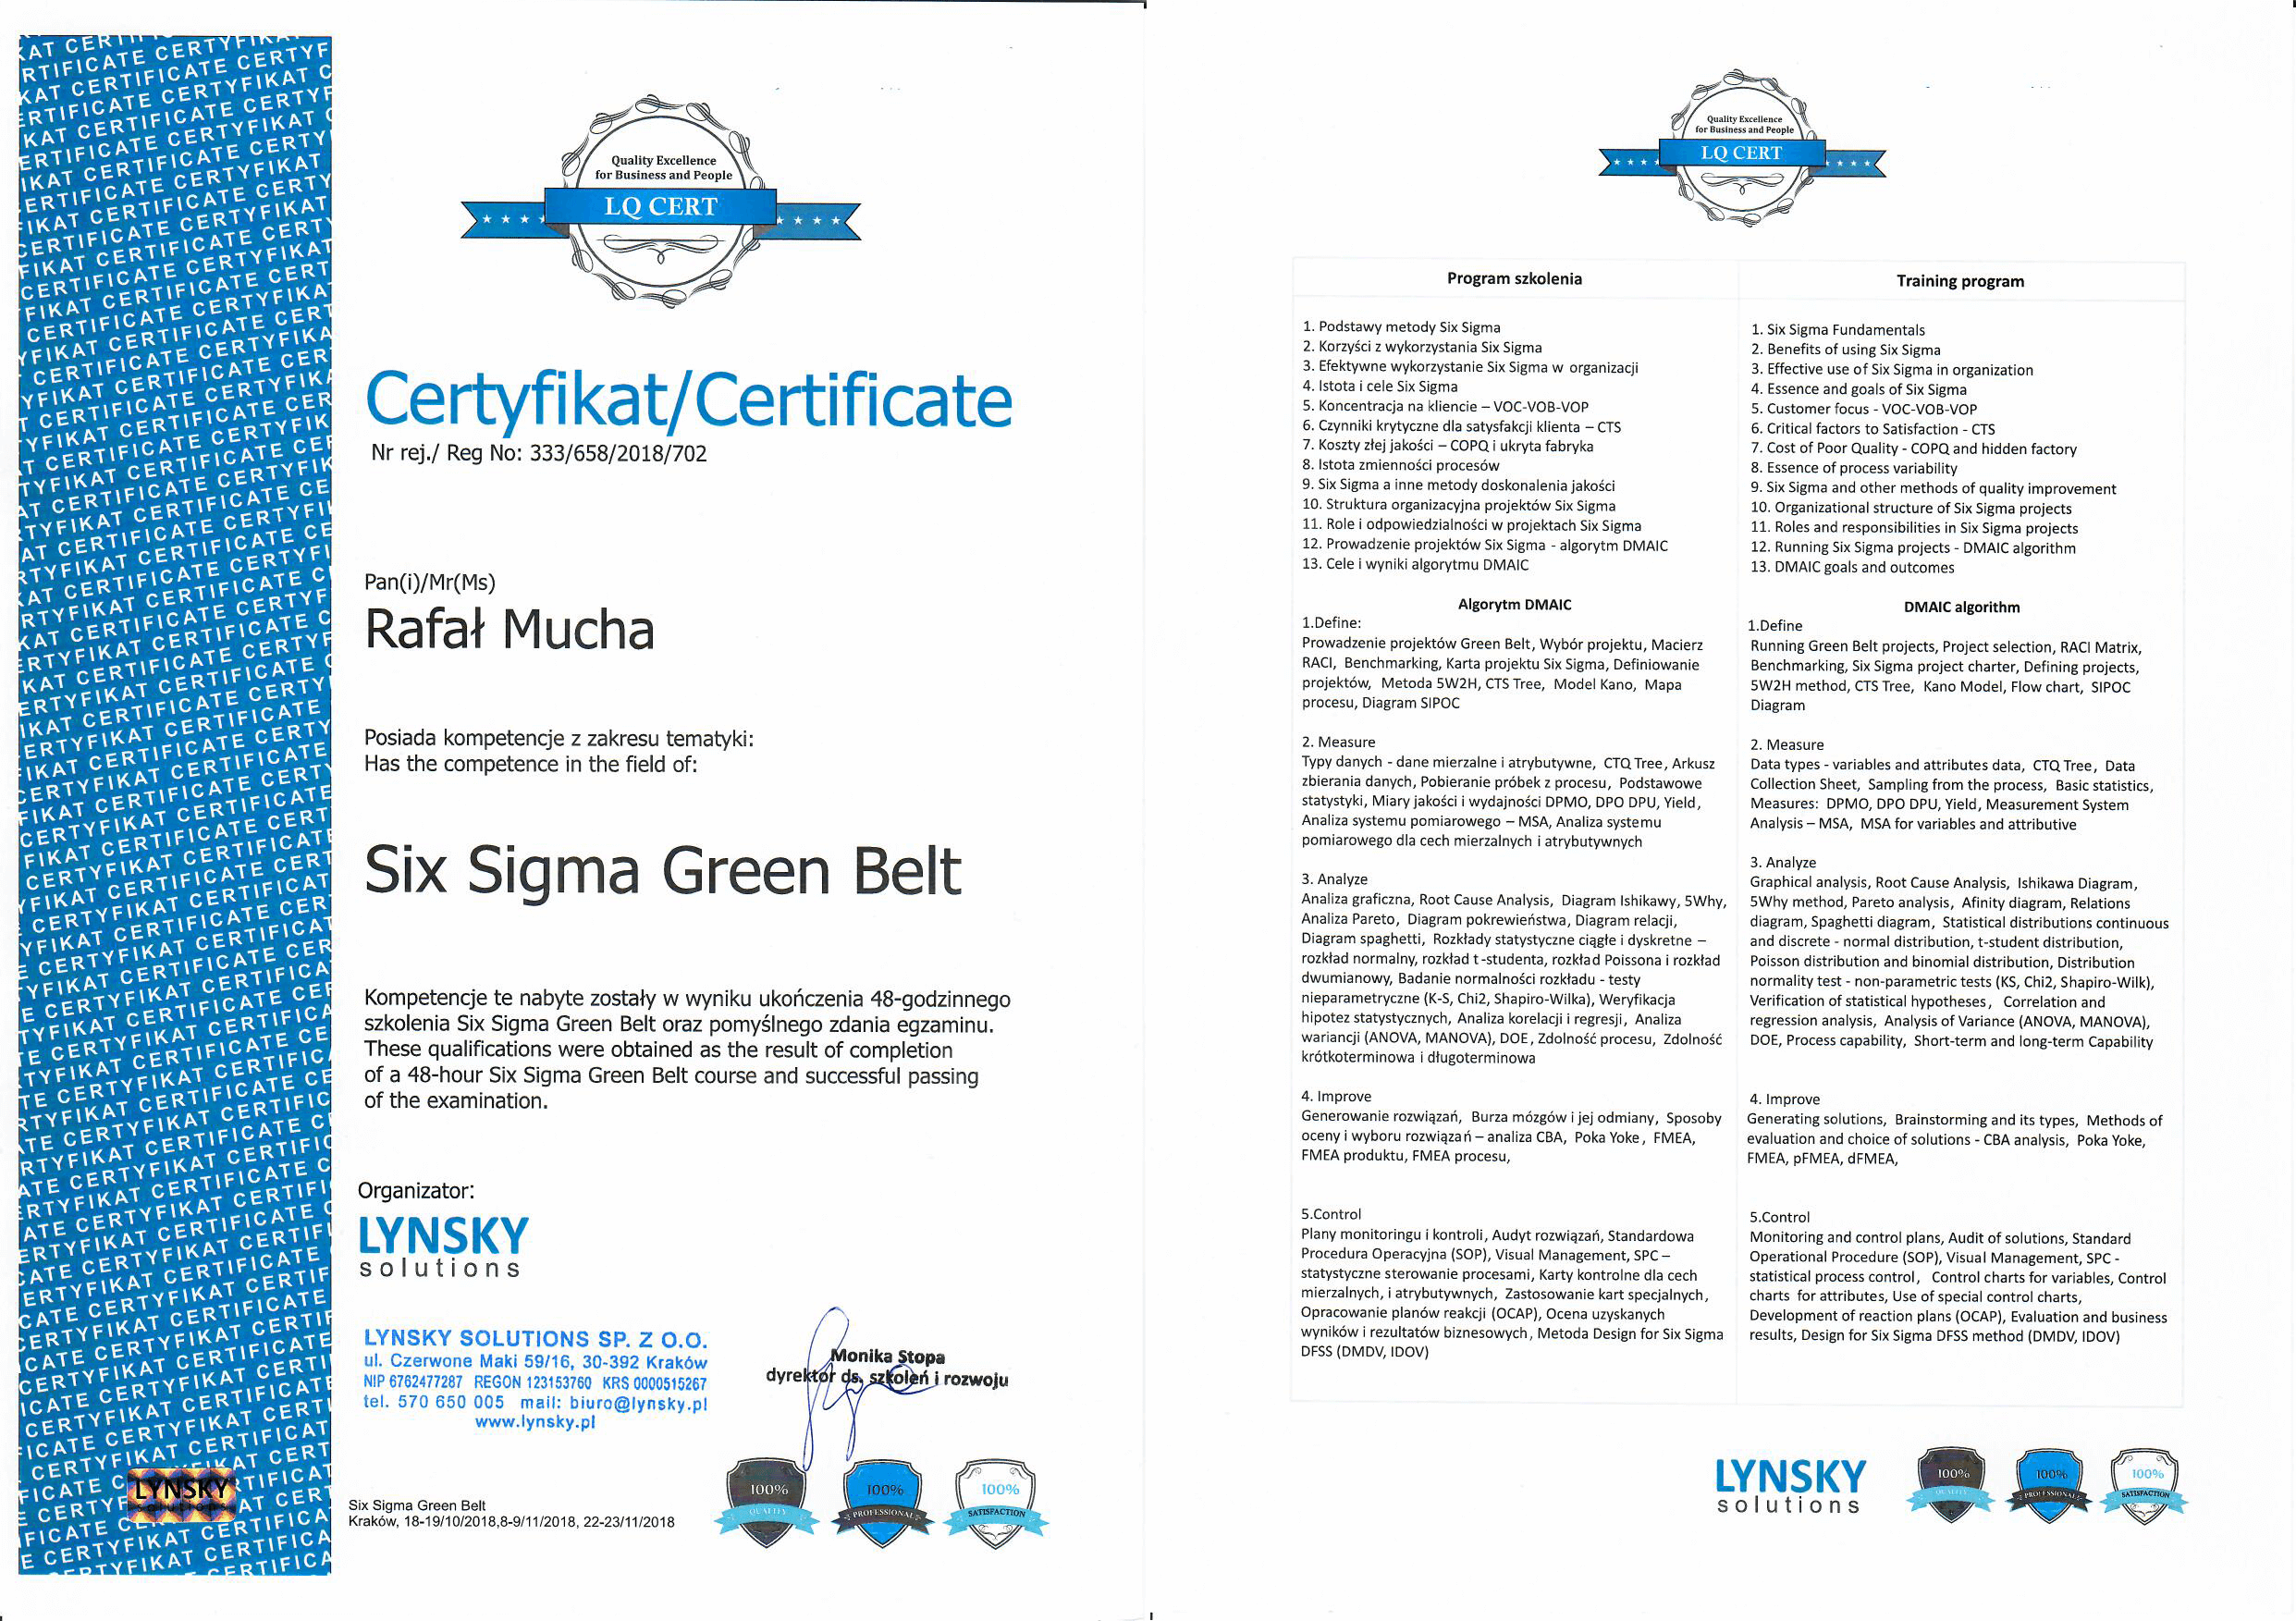 Quality Excellence
for Business and People
LQ CERT
Certyfikat/Certificate
Nr rej./ Reg No: 333/658/2018/702
Pan(i)/Mr(Ms)
Rafał Mucha
Posiada kompetencje z zakresu tematyki:
Has the competence in the field of:
Six Sigma Green Belt
Kompetencje te nabyte zostały w wyniku ukończenia 48-godzinnego
szkolenia Six Sigma Green Belt oraz pomyślnego zdania egzaminu.
These qualifications were obtained as the result of completion
of a 48-hour Six Sigma Green Belt course and successful passing
of the examination.
Organizator:
LYNSKY
solutions
LYNSKY SOLUTIONS SP. Z O.O.
ul. Czerwone Maki 59/16, 30-392 Kraków
NIP 6762477287 REGON 123153760 KRS 0000515267
tel. 570 650 005 mail: biuro@lynsky.pl
www.lynsky.pl
Monika Stopa
dyrektor ds. szkoleń i rozwoju
LYNSKY
solutions
Six Sigma Green Belt
Kraków, 18-19/10/2018,8-9/11/2018, 22-23/11/2018
100%
QUALITY
100%
PROFESSIONAL
100%
SATISFACTION
Quality Excellence
for Business and People
LQ CERT
Program szkolenia
1. Podstawy metody Six Sigma
2. Korzyści z wykorzystania Six Sigma
3. Efektywne wykorzystanie Six Sigma w organizacji
4. Istota i cele Six Sigma
5. Koncentracja na kliencie – VOC-VOB-VOP
6. Czynniki krytyczne dla satysfakcji klienta – CTS
7. Koszty złej jakości – COPQ i ukryta fabryka
8. Istota zmienności procesów
9. Six Sigma a inne metody doskonalenia jakości
10. Struktura organizacyjna projektów Six Sigma
11. Role i odpowiedzialności w projektach Six Sigma
12. Prowadzenie projektów Six Sigma - algorytm DMAIC
13. Cele i wyniki algorytmu DMAIC
Algorytm DMAIC
1.Define:
Prowadzenie projektów Green Belt, Wybór projektu, Macierz
RACI, Benchmarking, Karta projektu Six Sigma, Definiowanie
projektów, Metoda 5W2H, CTS Tree, Model Kano, Mapa
procesu, Diagram SIPOC
2. Measure
Typy danych - dane mierzalne i atrybutywne, CTQ Tree, Arkusz
zbierania danych, Pobieranie próbek z procesu, Podstawowe
statystyki, Miary jakości i wydajności DPMO, DPO DPU, Yield,
Analiza systemu pomiarowego – MSA, Analiza systemu
pomiarowego dla cech mierzalnych i atrybutywnych
3. Analyze
Analiza graficzna, Root Cause Analysis, Diagram Ishikawy, 5Why,
Analiza Pareto, Diagram pokrewieństwa, Diagram relacji,
Diagram spaghetti, Rozkłady statystyczne ciągłe i dyskretne –
rozkład normalny, rozkład t-studenta, rozkład Poissona i rozkład
dwumianowy, Badanie normalności rozkładu - testy
nieparametryczne (K-S, Chi2, Shapiro-Wilka), Weryfikacja
hipotez statystycznych, Analiza korelacji i regresji, Analiza
wariancji (ANOVA, MANOVA), DOE, Zdolność procesu, Zdolność
krótkoterminowa i długoterminowa
4. Improve
Generowanie rozwiązań, Burza mózgów i jej odmiany, Sposoby
oceny i wyboru rozwiązań – analiza CBA, Poka Yoke, FMEA,
FMEA produktu, FMEA procesu,
5.Control
Plany monitoringu i kontroli, Audyt rozwiązań, Standardowa
Procedura Operacyjna (SOP), Visual Management, SPC –
statystyczne sterowanie procesami, Karty kontrolne dla cech
mierzalnych, i atrybutywnych, Zastosowanie kart specjalnych,
Opracowanie planów reakcji (OCAP), Ocena uzyskanych
wyników i rezultatów biznesowych, Metoda Design for Six Sigma
DFSS (DMDV, IDOV)
Training program
1. Six Sigma Fundamentals
2. Benefits of using Six Sigma
3. Effective use of Six Sigma in organization
4. Essence and goals of Six Sigma
5. Customer focus - VOC-VOB-VOP
6. Critical factors to Satisfaction - CTS
7. Cost of Poor Quality - COPQ and hidden factory
8. Essence of process variability
9. Six Sigma and other methods of quality improvement
10. Organizational structure of Six Sigma projects
11. Roles and responsibilities in Six Sigma projects
12. Running Six Sigma projects - DMAIC algorithm
13. DMAIC goals and outcomes
DMAIC algorithm
1.Define
Running Green Belt projects, Project selection, RACI Matrix,
Benchmarking, Six Sigma project charter, Defining projects,
5W2H method, CTS Tree, Kano Model, Flow chart, SIPOC
Diagram
2. Measure
Data types - variables and attributes data, CTQ Tree, Data
Collection Sheet, Sampling from the process, Basic statistics,
Measures: DPMO, DPO DPU, Yield, Measurement System
Analysis – MSA, MSA for variables and attributive
3. Analyze
Graphical analysis, Root Cause Analysis, Ishikawa Diagram,
5Why method, Pareto analysis, Afinity diagram, Relations
diagram, Spaghetti diagram, Statistical distributions continuous
and discrete - normal distribution, t-student distribution,
Poisson distribution and binomial distribution, Distribution
normality test - non-parametric tests (KS, Chi2, Shapiro-Wilk),
Verification of statistical hypotheses, Correlation and
regression analysis, Analysis of Variance (ANOVA, MANOVA),
DOE, Process capability, Short-term and long-term Capability
4. Improve
Generating solutions, Brainstorming and its types, Methods of
evaluation and choice of solutions - CBA analysis, Poka Yoke,
FMEA, pFMEA, dFMEA,
5.Control
Monitoring and control plans, Audit of solutions, Standard
Operational Procedure (SOP), Visual Management, SPC -
statistical process control, Control charts for variables, Control
charts for attributes, Use of special control charts,
Development of reaction plans (OCAP), Evaluation and business
results, Design for Six Sigma DFSS method (DMDV, IDOV)
LYNSKY
solutions
100%
QUALITY
100%
PROFESSIONAL
100%
SATISFACTION